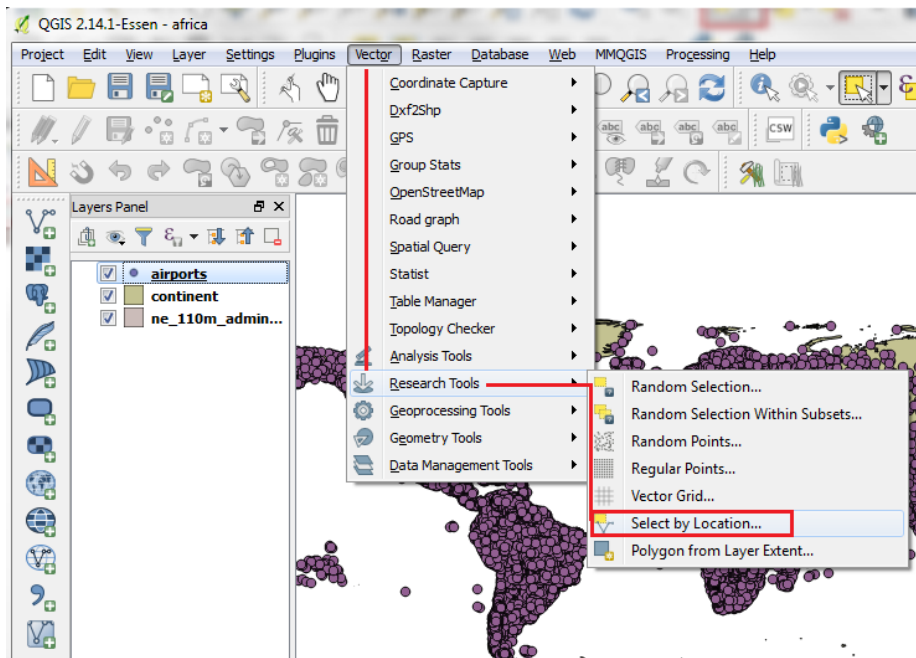 QGIS 2.14.1-Essen - africa
Project Edit View Layer Settings Plugins Vector Raster Database Web MMQGIS Processing Help
Coordinate Capture
Dxf2Shp
GPS
abc abc abc abc CSW
Group Stats
OpenStreetMap
Layers Panel
Road graph
Spatial Query
airports
Statist
continent
Table Manager
ne_110m_admin...
Topology Checker
Analysis Tools
Research Tools
Random Selection...
Geoprocessing Tools
Random Selection Within Subsets...
Geometry Tools
Random Points...
Data Management Tools
Regular Points...
Vector Grid...
Select by Location...
Polygon from Layer Extent...